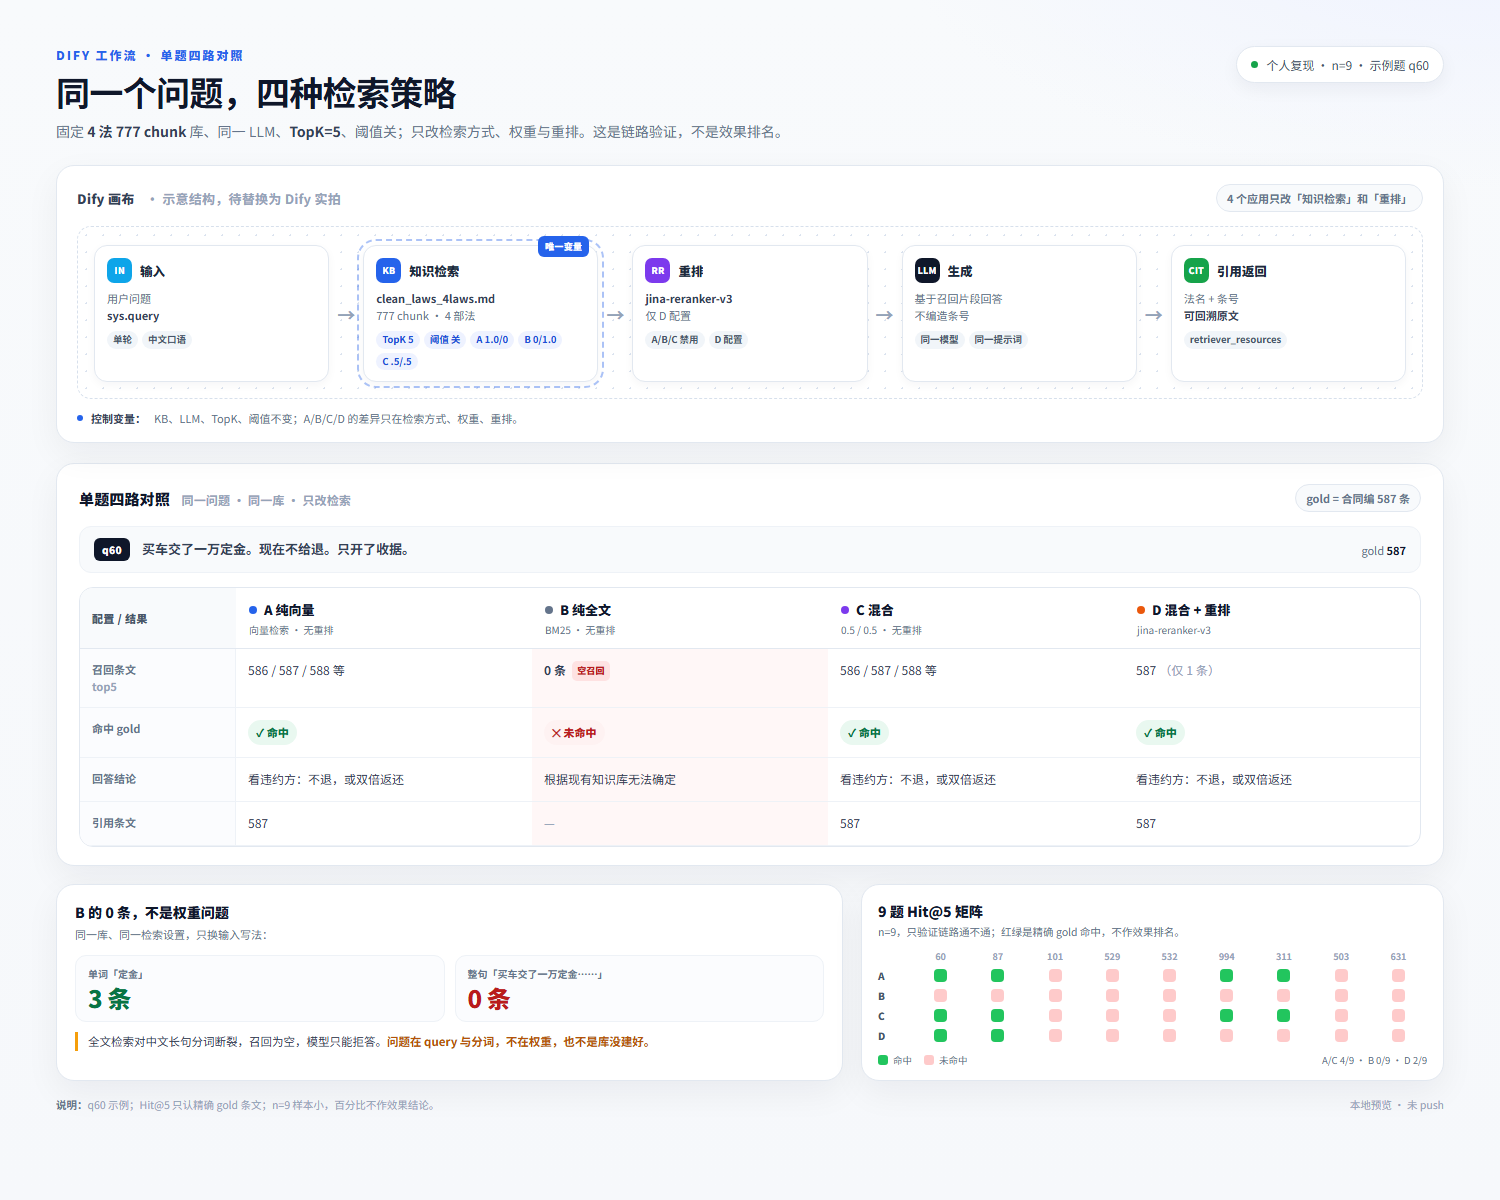 DIFY 工作流 · 单题四路对照
同一个问题，四种检索策略
固定 4 法 777 chunk 库、同一 LLM、TopK=5、阈值关；只改检索方式、权重与重排。这是链路验证，不是效果排名。
个人复现 · n=9 · 示例题 q60
Dify 画布 · 示意结构，待替换为 Dify 实拍
4 个应用只改「知识检索」和「重排」
IN 输入
用户问题
sys.query
单轮 中文口语
→
唯一变量
KB 知识检索
clean_laws_4laws.md
777 chunk · 4 部法
TopK 5 阈值 关 A 1.0/0 B 0/1.0
C .5/.5
→
RR 重排
jina-reranker-v3
仅 D 配置
A/B/C 禁用 D 配置
→
LLM 生成
基于召回片段回答
不编造条号
同一模型 同一提示词
→
CIT 引用返回
法名 + 条号
可回溯原文
retriever_resources
控制变量： KB、LLM、TopK、阈值不变；A/B/C/D 的差异只在检索方式、权重、重排。
单题四路对照 同一问题 · 同一库 · 只改检索
gold = 合同编 587 条
q60 买车交了一万定金。现在不给退。只开了收据。
gold 587
配置 / 结果
A 纯向量
向量检索 · 无重排
B 纯全文
BM25 · 无重排
C 混合
0.5 / 0.5 · 无重排
D 混合 + 重排
jina-reranker-v3
召回条文
top5
586 / 587 / 588 等
0 条 空召回
586 / 587 / 588 等
587 （仅 1 条）
命中 gold
✓ 命中
✕ 未命中
✓ 命中
✓ 命中
回答结论
看违约方：不退，或双倍返还
根据现有知识库无法确定
看违约方：不退，或双倍返还
看违约方：不退，或双倍返还
引用条文
587
—
587
587
B 的 0 条，不是权重问题
同一库、同一检索设置，只换输入写法：
单词「定金」
3 条
整句「买车交了一万定金……」
0 条
全文检索对中文长句分词断裂，召回为空，模型只能拒答。问题在 query 与分词，不在权重，也不是库没建好。
9 题 Hit@5 矩阵
n=9，只验证链路通不通；红绿是精确 gold 命中，不作效果排名。
60 87 101 529 532 994 311 503 631
A
B
C
D
命中 未命中
A/C 4/9 · B 0/9 · D 2/9
说明：q60 示例；Hit@5 只认精确 gold 条文；n=9 样本小，百分比不作效果结论。
本地预览 · 未 push